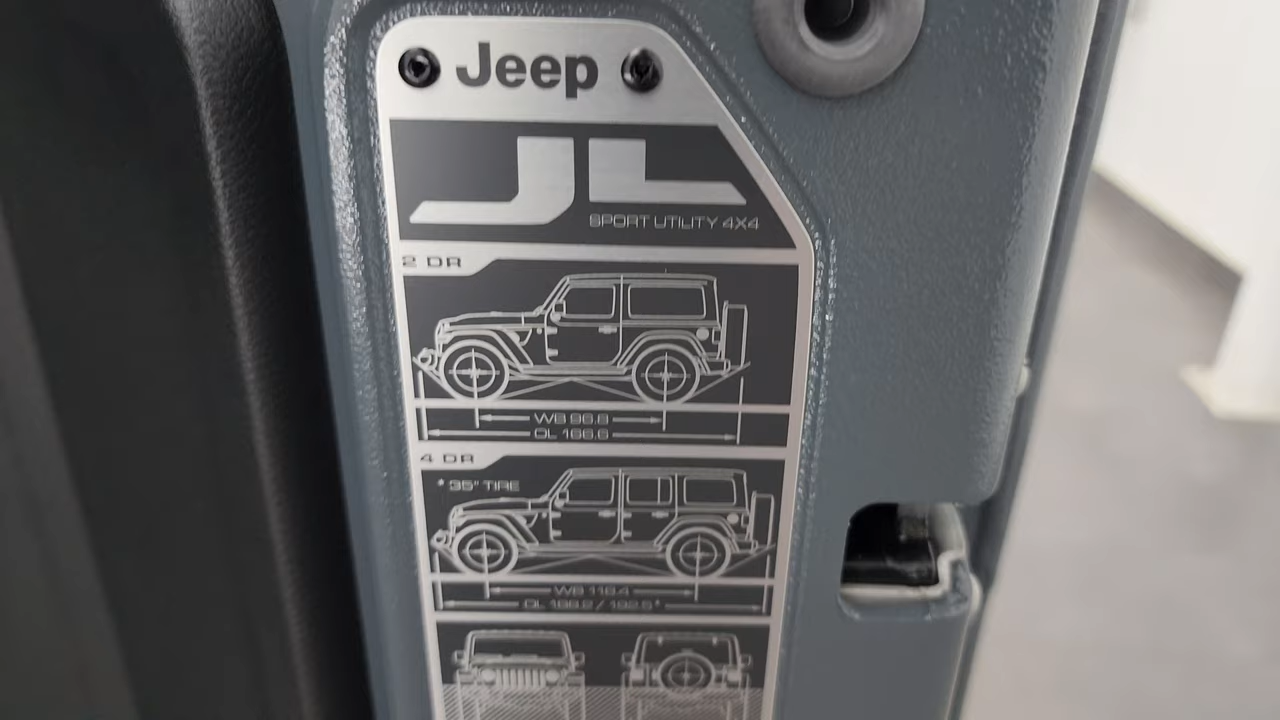 Jeep
JL
SPORT UTILITY 4X4
2 DR
WB 96.8
OL 166.6
4 DR
* 35" TIRE
WB 118.4
OL 188.2 / 192.5*